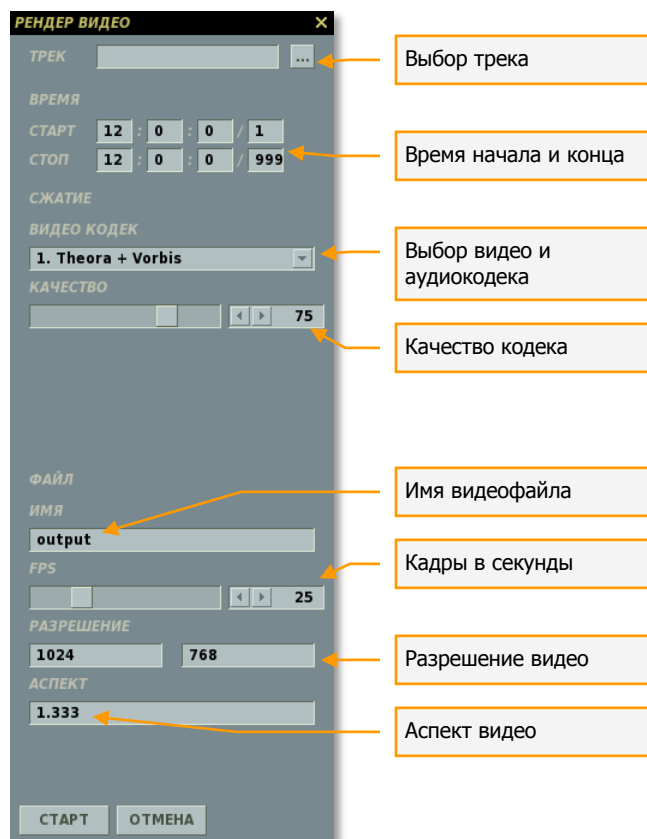 РЕНДЕР ВИДЕО ×
ТРЕК ...
Выбор трека
ВРЕМЯ
СТАРТ 12 : 0 : 0 / 1
СТОП 12 : 0 : 0 / 999
Время начала и конца
СЖАТИЕ
ВИДЕО КОДЕК
1. Theora + Vorbis
Выбор видео и
аудиокодека
КАЧЕСТВО
75
Качество кодека
ФАЙЛ
ИМЯ
output
Имя видеофайла
FPS
25
Кадры в секунды
РАЗРЕШЕНИЕ
1024 768
Разрешение видео
АСПЕКТ
1.333
Аспект видео
СТАРТ ОТМЕНА